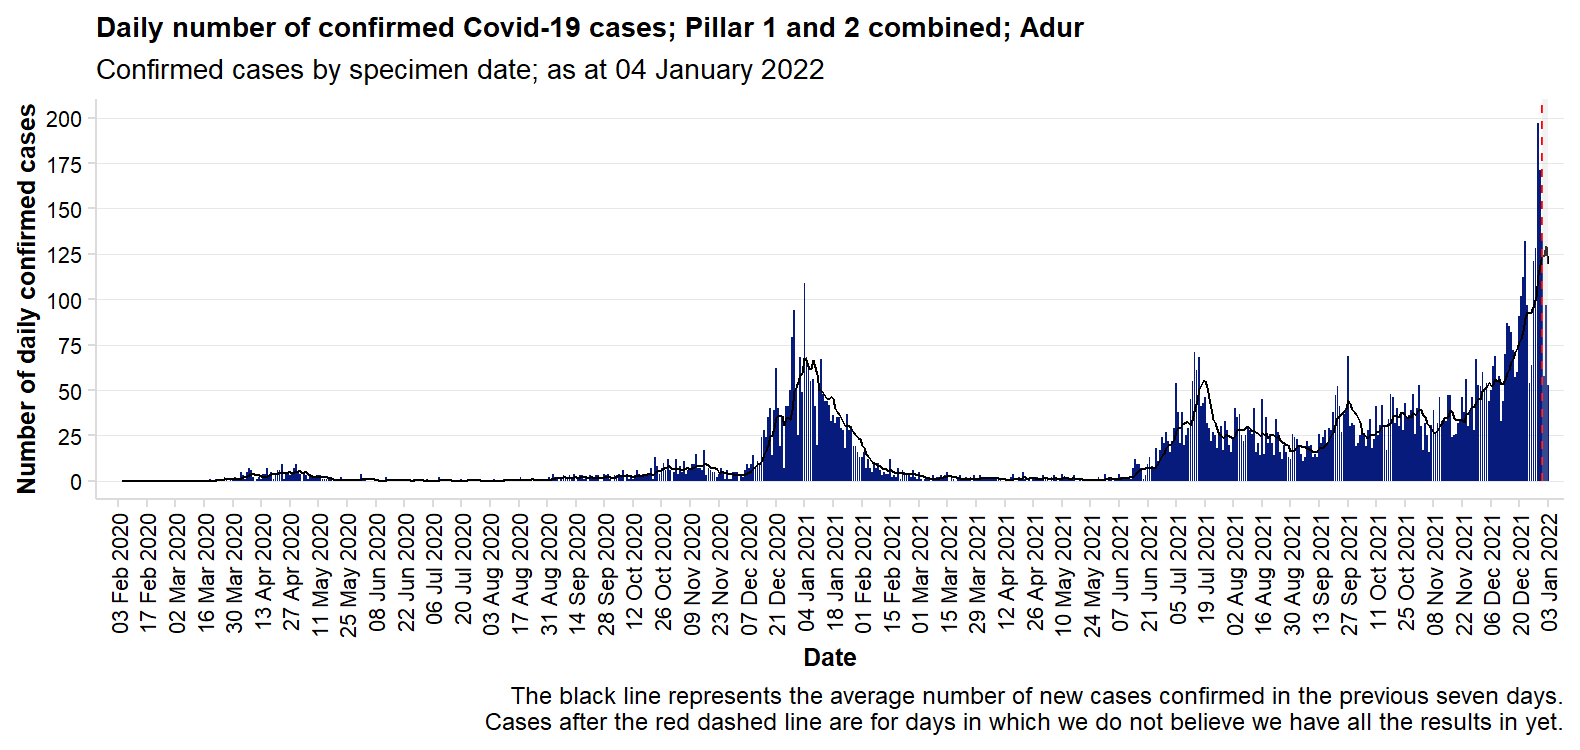 Daily number of confirmed Covid-19 cases; Pillar 1 and 2 combined; Adur
Confirmed cases by specimen date; as at 04 January 2022
Number of daily confirmed cases
200
175
150
125
100
75
50
25
0
03 Feb 2020
17 Feb 2020
02 Mar 2020
16 Mar 2020
30 Mar 2020
13 Apr 2020
27 Apr 2020
11 May 2020
25 May 2020
08 Jun 2020
22 Jun 2020
06 Jul 2020
20 Jul 2020
03 Aug 2020
17 Aug 2020
31 Aug 2020
14 Sep 2020
28 Sep 2020
12 Oct 2020
26 Oct 2020
09 Nov 2020
23 Nov 2020
07 Dec 2020
21 Dec 2020
04 Jan 2021
18 Jan 2021
01 Feb 2021
15 Feb 2021
01 Mar 2021
15 Mar 2021
29 Mar 2021
12 Apr 2021
26 Apr 2021
10 May 2021
24 May 2021
07 Jun 2021
21 Jun 2021
05 Jul 2021
19 Jul 2021
02 Aug 2021
16 Aug 2021
30 Aug 2021
13 Sep 2021
27 Sep 2021
11 Oct 2021
25 Oct 2021
08 Nov 2021
22 Nov 2021
06 Dec 2021
20 Dec 2021
03 Jan 2022
Date
The black line represents the average number of new cases confirmed in the previous seven days.
Cases after the red dashed line are for days in which we do not believe we have all the results in yet.